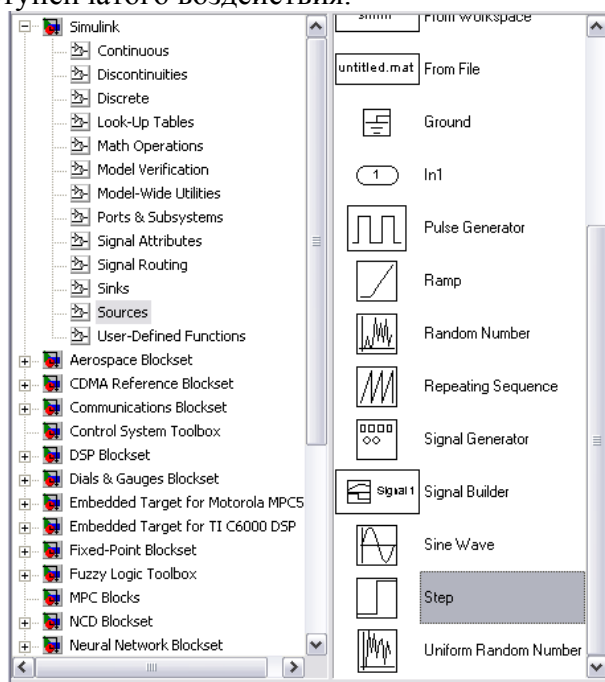 тупенчатого воздействия.
Simulink
Continuous
Discontinuities
Discrete
Look-Up Tables
Math Operations
Model Verification
Model-Wide Utilities
Ports & Subsystems
Signal Attributes
Signal Routing
Sinks
Sources
User-Defined Functions
Aerospace Blockset
CDMA Reference Blockset
Communications Blockset
Control System Toolbox
DSP Blockset
Dials & Gauges Blockset
Embedded Target for Motorola MPC5
Embedded Target for TI C6000 DSP
Fixed-Point Blockset
Fuzzy Logic Toolbox
MPC Blocks
NCD Blockset
Neural Network Blockset
simin From Workspace
untitled.mat From File
Ground
1 In1
Pulse Generator
Ramp
Random Number
Repeating Sequence
Signal Generator
Signal 1 Signal Builder
Sine Wave
Step
Uniform Random Number